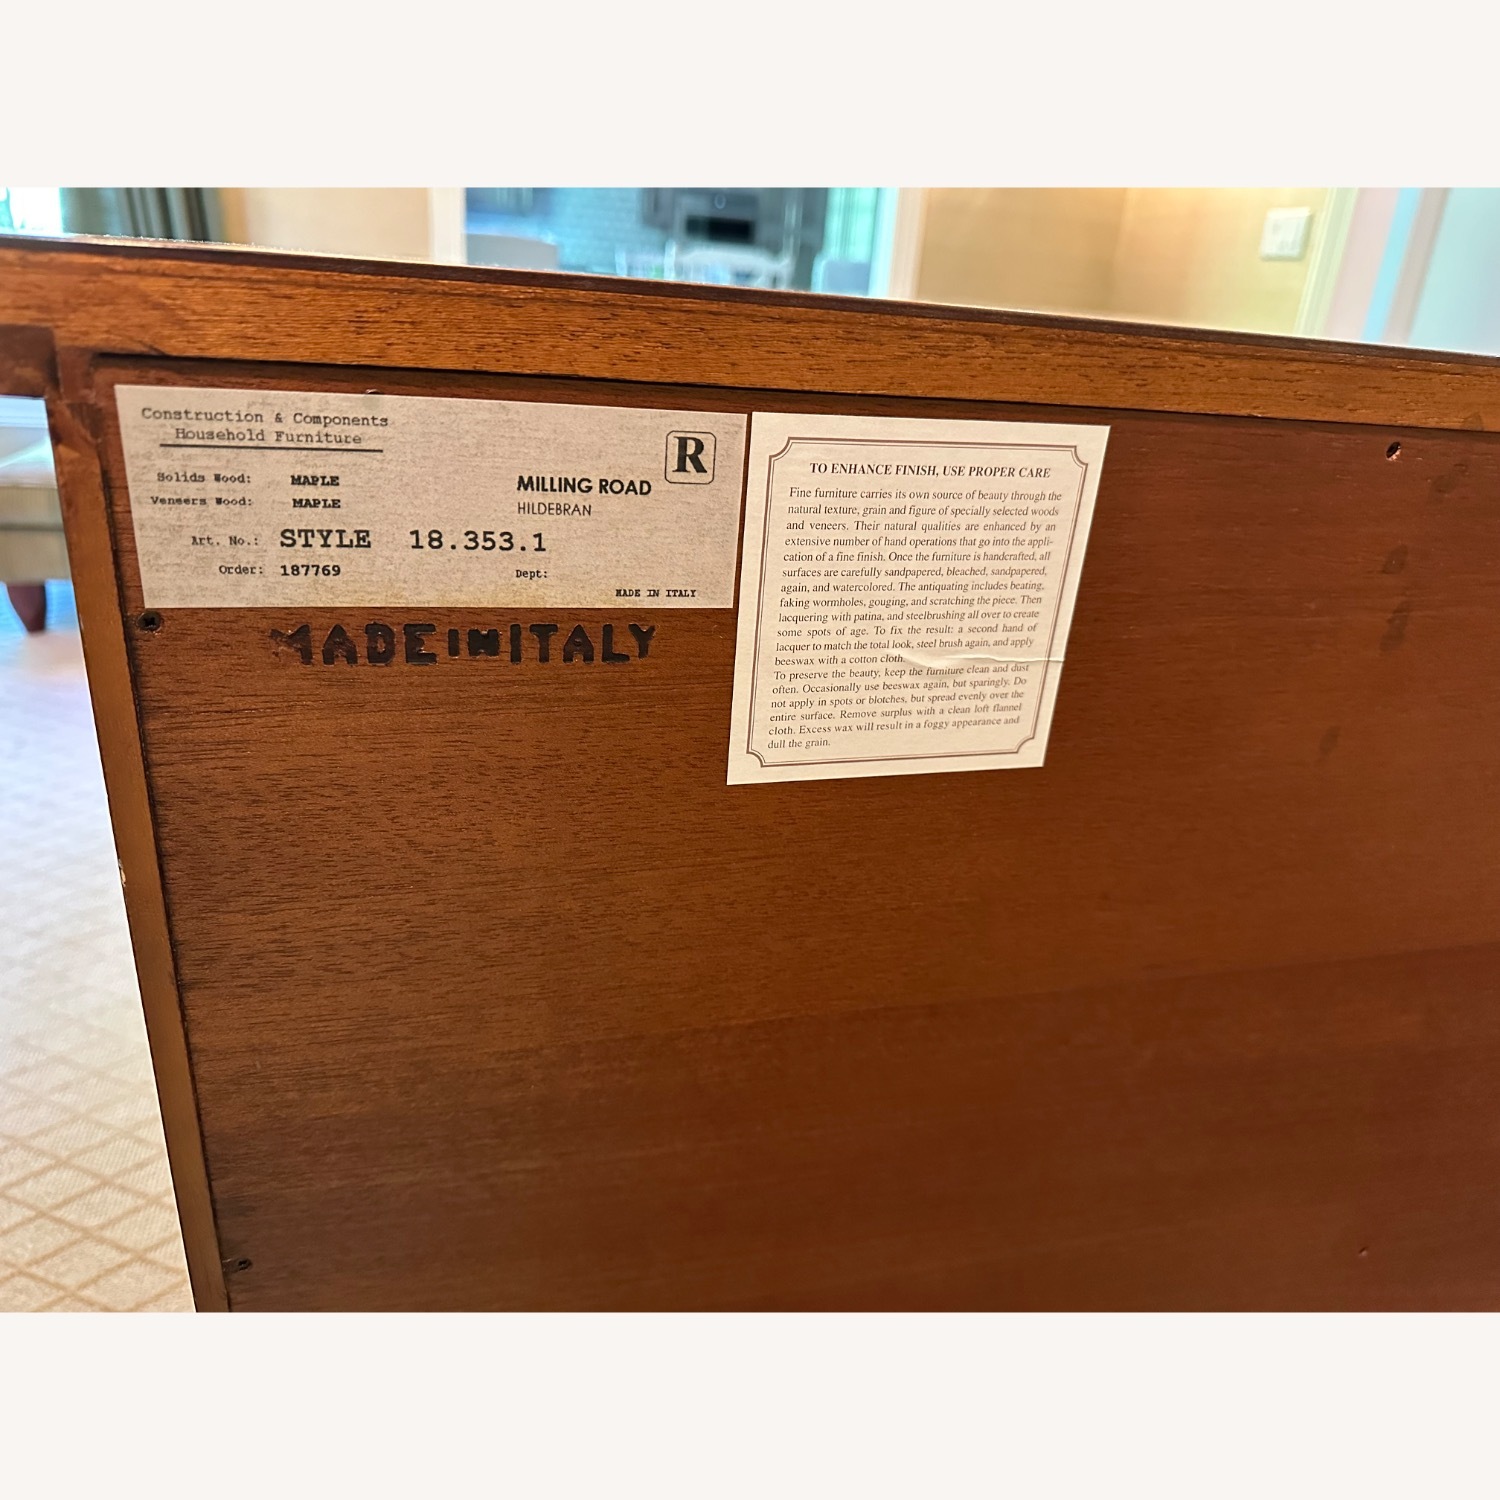 Construction & Components
Household Furniture
R
Solids Wood: MAPLE
Veneers Wood: MAPLE
MILLING ROAD
HILDEBRAN
Art. No.: STYLE 18.353.1
Order: 187769
Dept:
MADE IN ITALY
MADE IN ITALY
TO ENHANCE FINISH, USE PROPER CARE
Fine furniture carries its own source of beauty through the
natural texture, grain and figure of specially selected woods
and veneers. Their natural qualities are enhanced by an
extensive number of hand operations that go into the appli-
cation of a fine finish. Once the furniture is handcrafted, all
surfaces are carefully sandpapered, bleached, sandpapered,
again, and watercolored. The antiquating includes beating,
faking wormholes, gouging, and scratching the piece. Then
lacquering with patina, and steelbrushing all over to create
some spots of age. To fix the result: a second hand of
lacquer to match the total look, steel brush again, and apply
beeswax with a cotton cloth.
To preserve the beauty, keep the furniture clean and dust
often. Occasionally use beeswax again, but sparingly. Do
not apply in spots or blotches, but spread evenly over the
entire surface. Remove surplus with a clean loft flannel
cloth. Excess wax will result in a foggy appearance and
dull the grain.